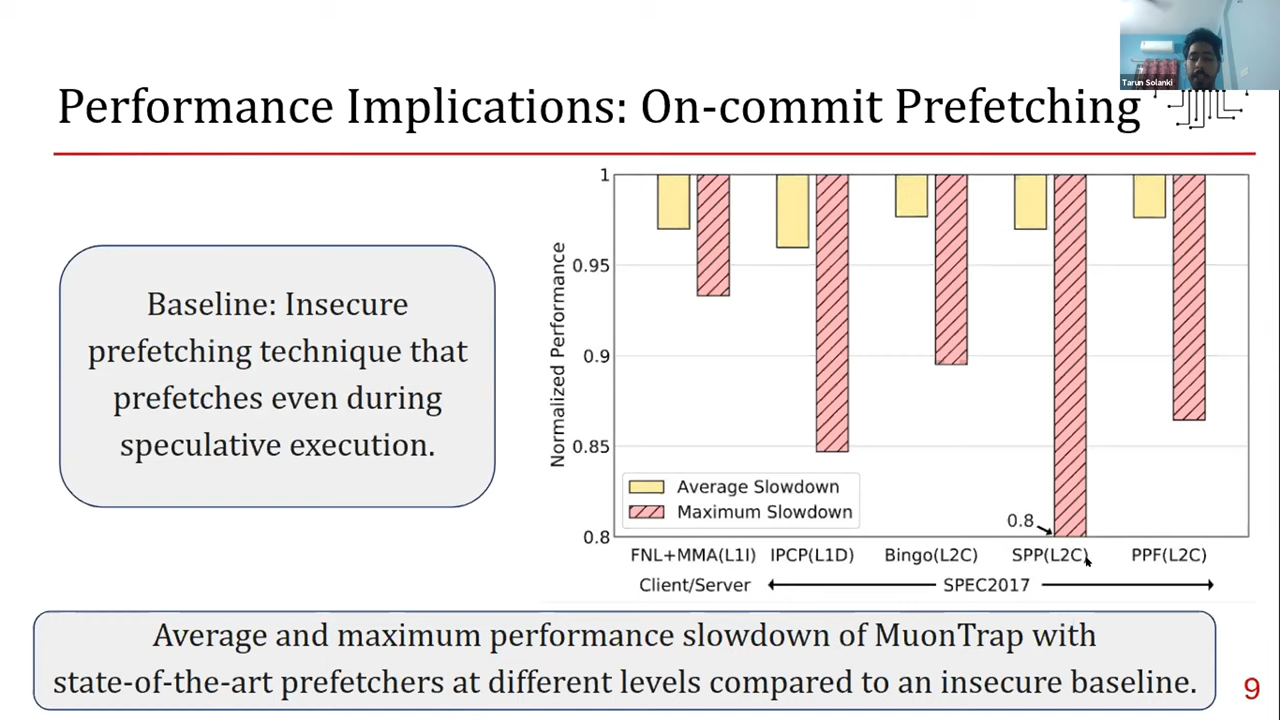 Tarun Solanki
Performance Implications: On-commit Prefetching
Baseline: Insecure
prefetching technique that
prefetches even during
speculative execution.
Normalized Performance
1
0.95
0.9
0.85
0.8
Average Slowdown
Maximum Slowdown
0.8
FNL+MMA(L1I) IPCP(L1D) Bingo(L2C) SPP(L2C) PPF(L2C)
Client/Server SPEC2017
Average and maximum performance slowdown of MuonTrap with
state-of-the-art prefetchers at different levels compared to an insecure baseline.
9